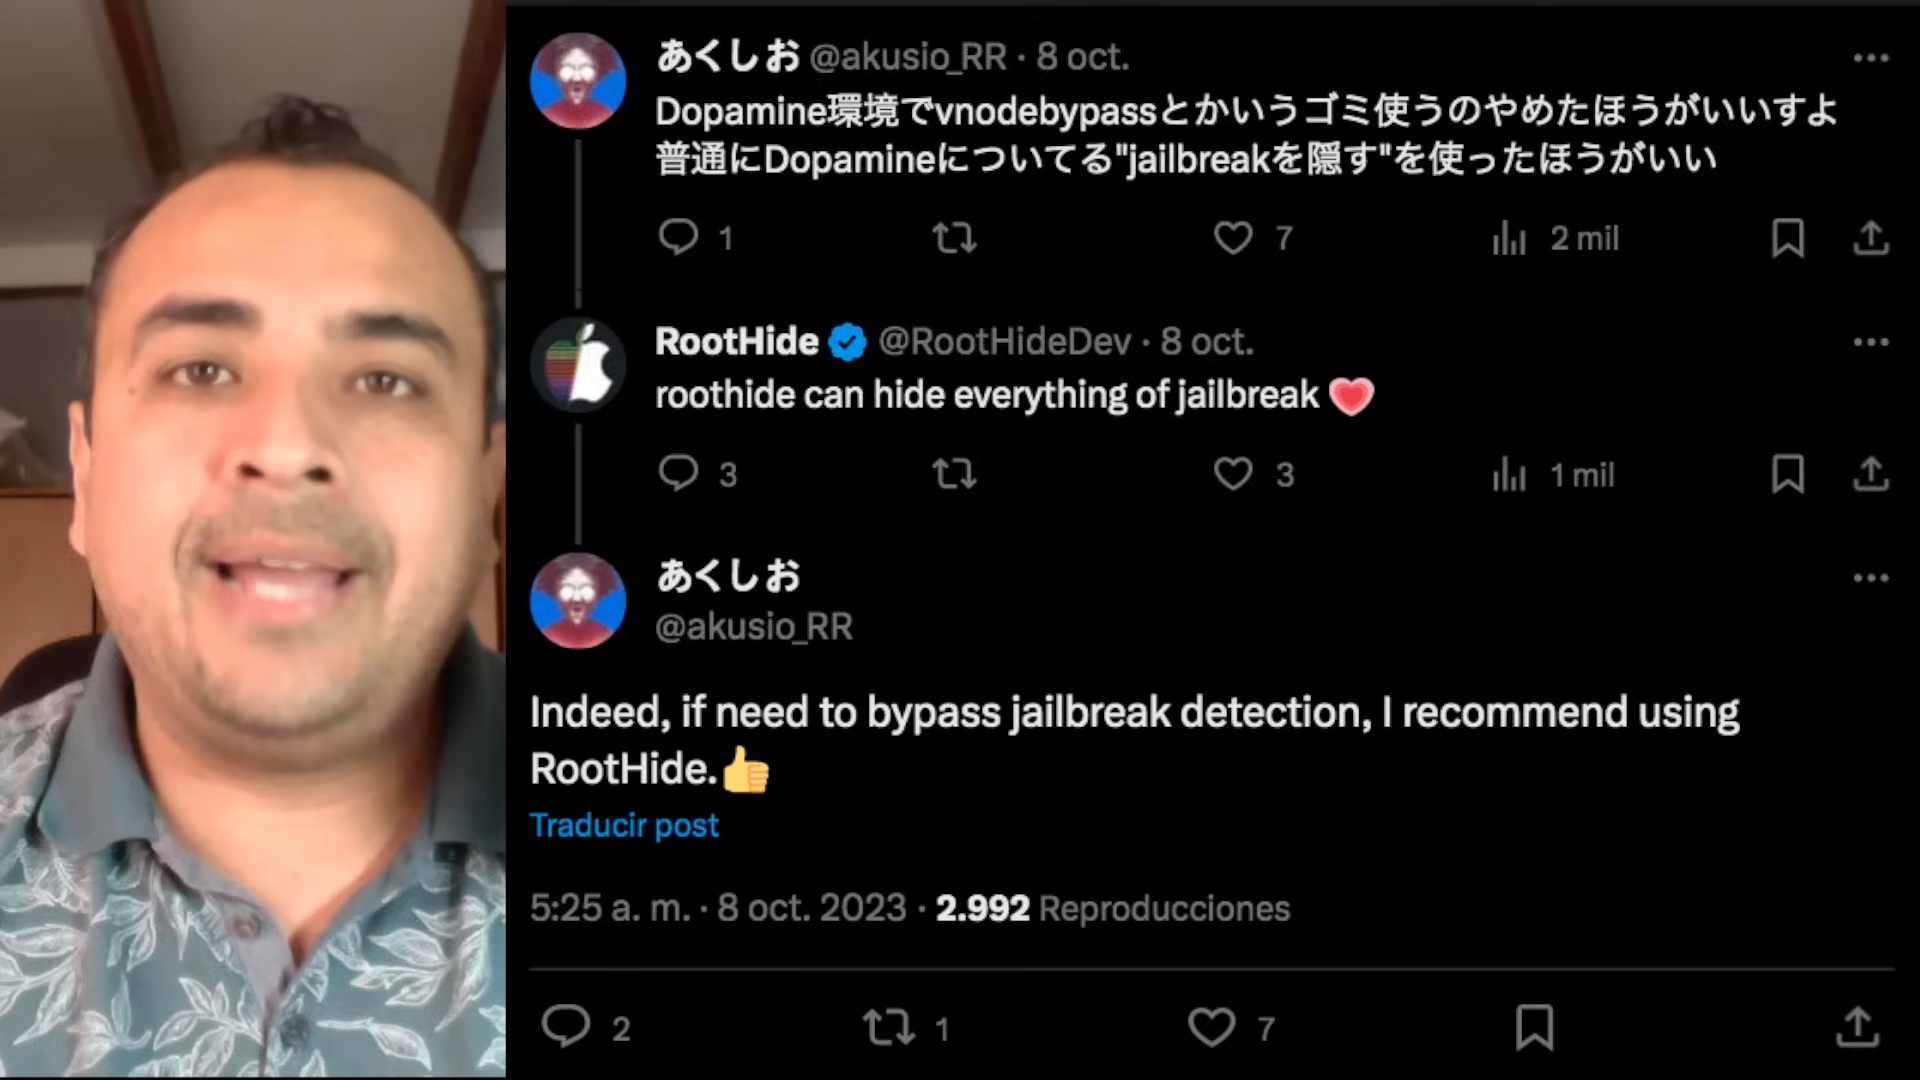 あくしお @akusio_RR · 8 oct.
Dopamine環境でvnodebypassとかいうゴミ使うのやめたほうがいいすよ
普通にDopamineについてる"jailbreakを隠す"を使ったほうがいい
1 7 2 mil
RootHide @RootHideDev · 8 oct.
roothide can hide everything of jailbreak
3 3 1 mil
あくしお
@akusio_RR
Indeed, if need to bypass jailbreak detection, I recommend using
RootHide.👍
Traducir post
5:25 a. m. · 8 oct. 2023 · 2.992 Reproducciones
2 1 7